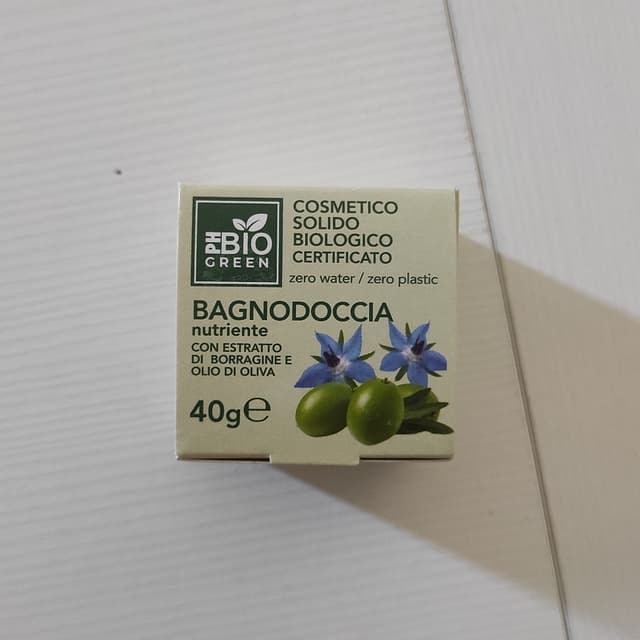 PH BIO
GREEN
COSMETICO
SOLIDO
BIOLOGICO
CERTIFICATO
zero water / zero plastic
BAGNODOCCIA
nutriente
CON ESTRATTO
DI BORRAGINE E
OLIO DI OLIVA
40g℮